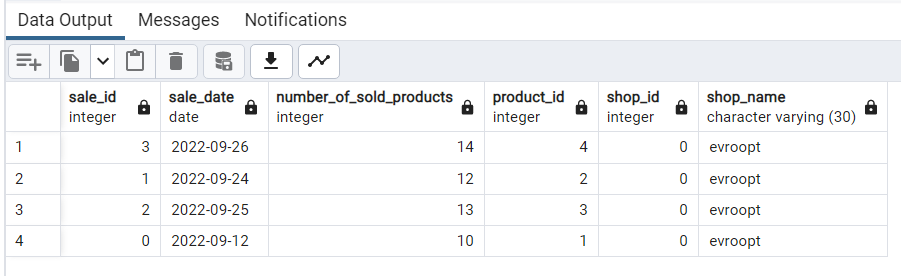 Data Output Messages Notifications
sale_id sale_date number_of_sold_products product_id shop_id shop_name
integer date integer integer integer character varying (30)
1 3 2022-09-26 14 4 0 evroopt
2 1 2022-09-24 12 2 0 evroopt
3 2 2022-09-25 13 3 0 evroopt
4 0 2022-09-12 10 1 0 evroopt